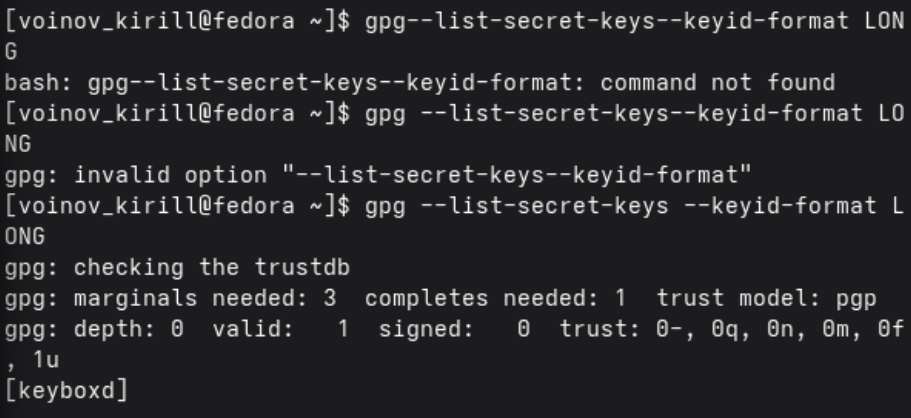 [voinov_kirill@fedora ~]$ gpg--list-secret-keys--keyid-format LON
G
bash: gpg--list-secret-keys--keyid-format: command not found
[voinov_kirill@fedora ~]$ gpg --list-secret-keys--keyid-format LO
NG
gpg: invalid option "--list-secret-keys--keyid-format"
[voinov_kirill@fedora ~]$ gpg --list-secret-keys --keyid-format L
ONG
gpg: checking the trustdb
gpg: marginals needed: 3  completes needed: 1  trust model: pgp
gpg: depth: 0  valid:   1  signed:   0  trust: 0-, 0q, 0n, 0m, 0f
, 1u
[keyboxd]